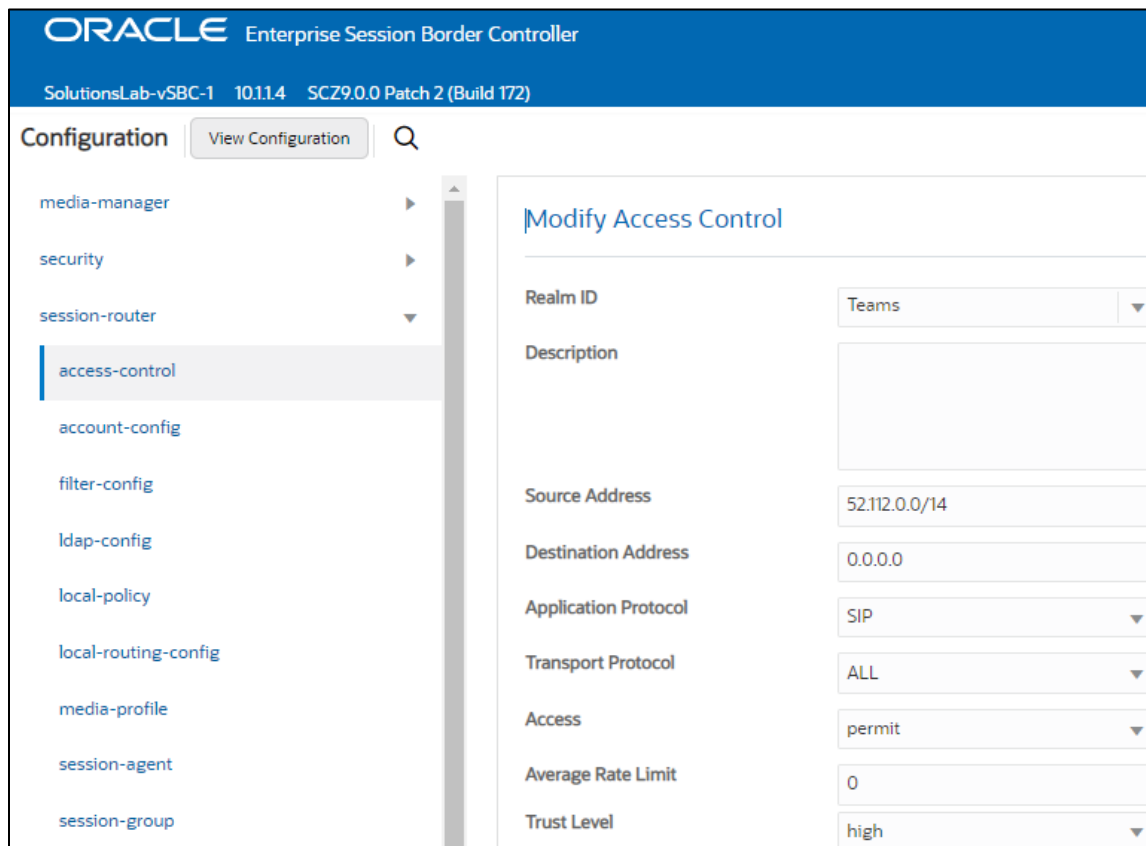 ORACLE Enterprise Session Border Controller
SolutionsLab-vSBC-1 10.1.1.4 SCZ9.0.0 Patch 2 (Build 172)
Configuration View Configuration
media-manager
security
session-router
access-control
account-config
filter-config
ldap-config
local-policy
local-routing-config
media-profile
session-agent
session-group
Modify Access Control
Realm ID Teams
Description
Source Address 52.112.0.0/14
Destination Address 0.0.0.0
Application Protocol SIP
Transport Protocol ALL
Access permit
Average Rate Limit 0
Trust Level high